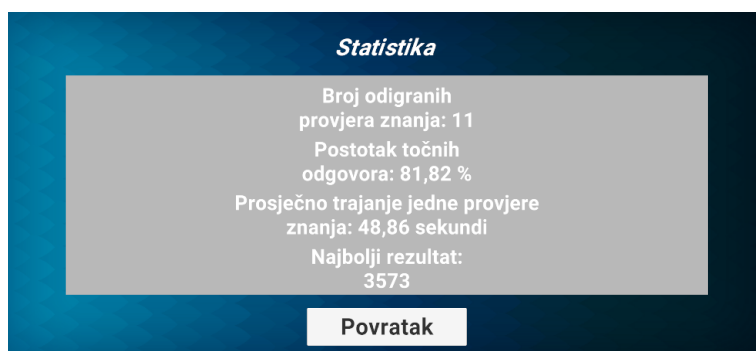 Statistika
Broj odigranih
provjera znanja: 11
Postotak točnih
odgovora: 81,82 %
Prosječno trajanje jedne provjere
znanja: 48,86 sekundi
Najbolji rezultat:
3573
Povratak